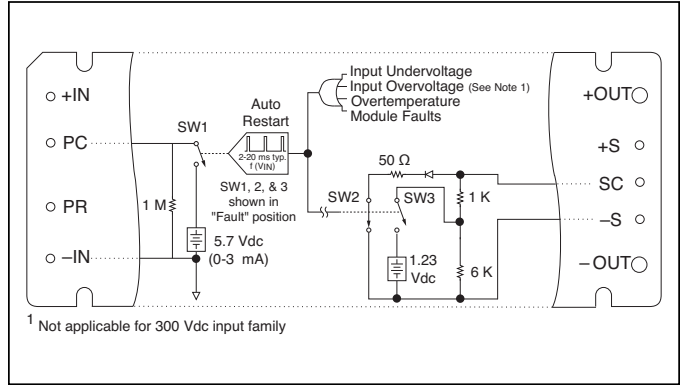 +IN
PC
PR
–IN
SW1
1 M
5.7 Vdc
(0-3 mA)
Auto
Restart
2-20 ms typ.
f (VIN)
SW1, 2, & 3
shown in
"Fault" position
Input Undervoltage
Input Overvoltage (See Note 1)
Overtemperature
Module Faults
50 Ω
SW2
SW3
1 K
1.23
Vdc
6 K
+OUT
+S
SC
–S
–OUT
1 Not applicable for 300 Vdc input family